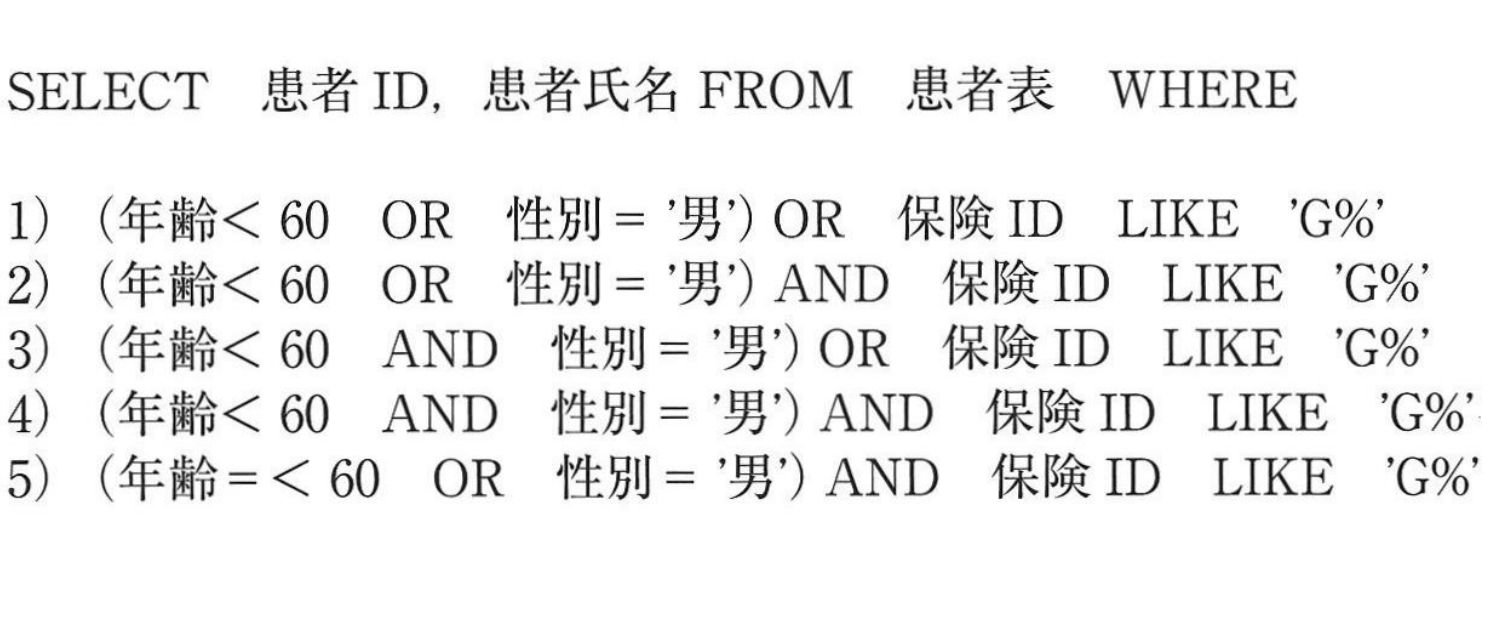 SELECT　患者 ID, 患者氏名 FROM　患者表　WHERE
1) (年齢< 60　OR　性別= '男') OR　保険 ID　LIKE　'G%'
2) (年齢< 60　OR　性別= '男') AND　保険 ID　LIKE　'G%'
3) (年齢< 60　AND　性別= '男') OR　保険 ID　LIKE　'G%'
4) (年齢< 60　AND　性別= '男') AND　保険 ID　LIKE　'G%'
5) (年齢=< 60　OR　性別= '男') AND　保険 ID　LIKE　'G%'